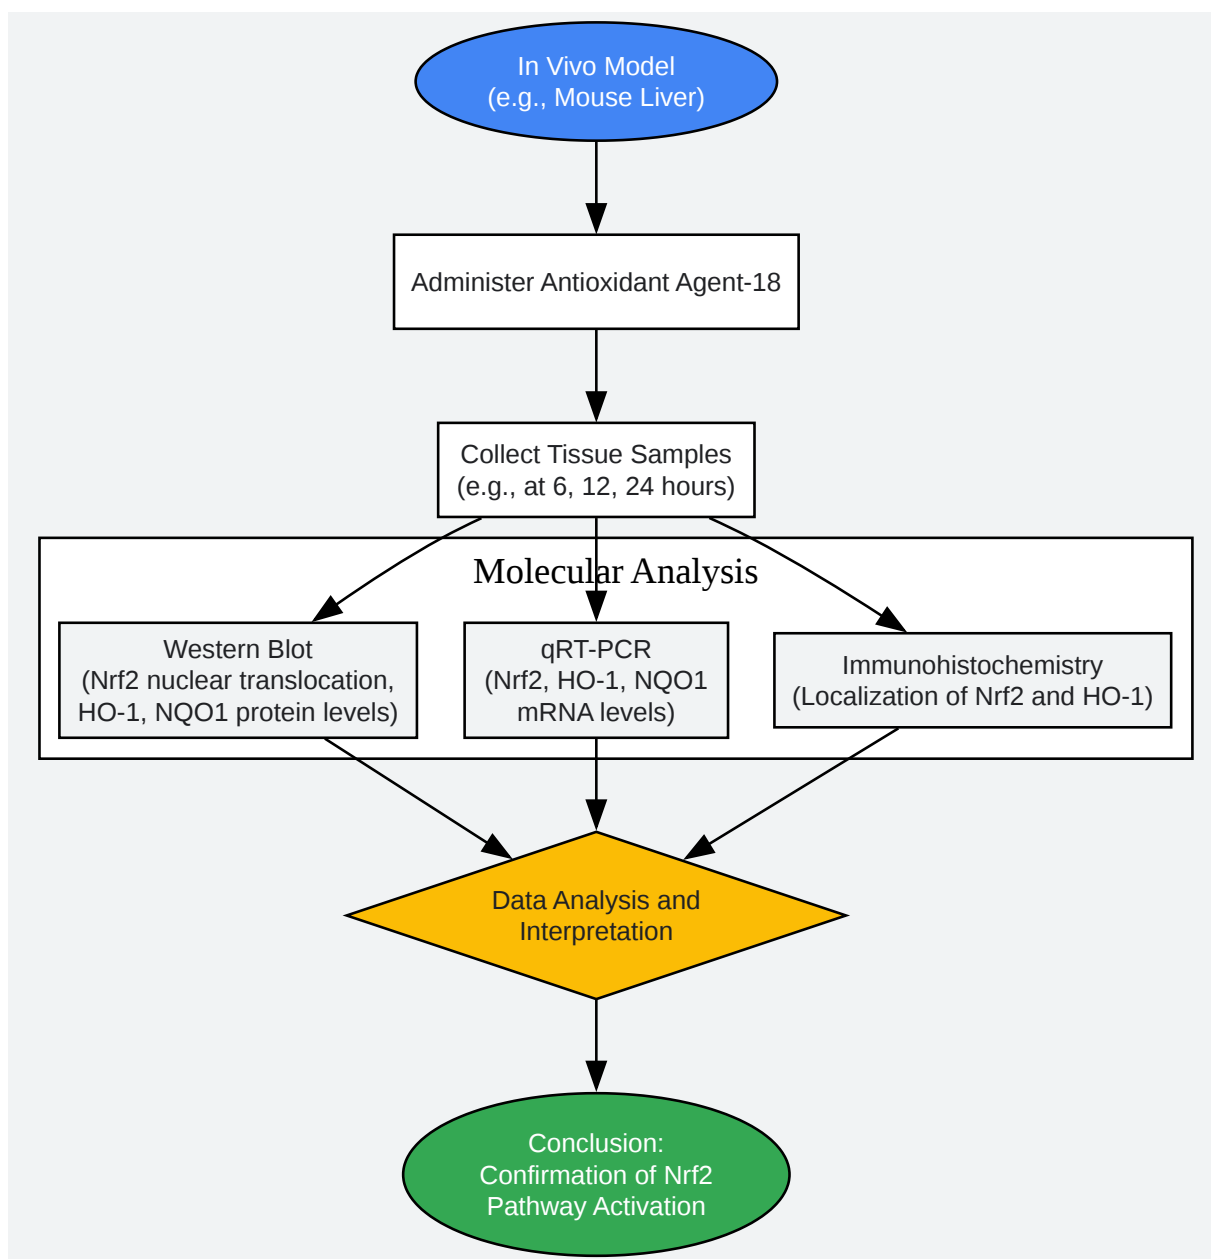 In Vivo Model
(e.g., Mouse Liver)
Administer Antioxidant Agent-18
Collect Tissue Samples
(e.g., at 6, 12, 24 hours)
Molecular Analysis
Western Blot
(Nrf2 nuclear translocation,
HO-1, NQO1 protein levels)
qRT-PCR
(Nrf2, HO-1, NQO1
mRNA levels)
Immunohistochemistry
(Localization of Nrf2 and HO-1)
Data Analysis and
Interpretation
Conclusion:
Confirmation of Nrf2
Pathway Activation